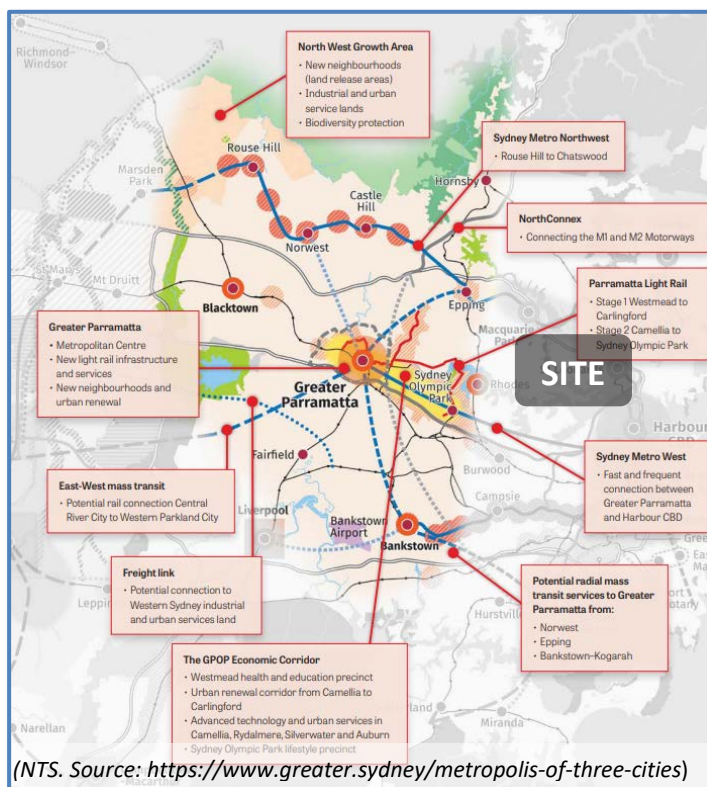 Richmond-
Windsor
North West Growth Area
• New neighbourhoods
(land release areas)
• Industrial and urban
service lands
• Biodiversity protection
Marsden
Park
Rouse Hill
Castle
Hill
Norwest
Hornsby
Sydney Metro Northwest
• Rouse Hill to Chatswood
NorthConnex
• Connecting the M1 and M2 Motorways
St Marys
Mt Druitt
Blacktown
Epping
Macquarie
Park
Parramatta Light Rail
• Stage 1 Westmead to
Carlingford
• Stage 2 Camellia to
Sydney Olympic Park
SITE
Greater Parramatta
• Metropolitan Centre
• New light rail infrastructure
and services
• New neighbourhoods and
urban renewal
Greater
Parramatta
Sydney
Olympic
Park
Rhodes
Harbour
CBD
East-West mass transit
• Potential rail connection Central
River City to Western Parkland City
Fairfield
Burwood
Sydney Metro West
• Fast and frequent
connection between
Greater Parramatta
and Harbour CBD
Liverpool
Bankstown
Airport
Bankstown
Campsie
Freight link
• Potential connection to
Western Sydney industrial
and urban services land
Hurstville
Potential radial mass
transit services to Greater
Parramatta from:
• Norwest
• Epping
• Bankstown–Kogarah
The GPOP Economic Corridor
• Westmead health and education precinct
• Urban renewal corridor from Camellia to
Carlingford
• Advanced technology and urban services in
Camellia, Rydalmere, Silverwater and Auburn
• Sydney Olympic Park lifestyle precinct
Narellan
Miranda
(NTS. Source: https://www.greater.sydney/metropolis-of-three-cities)